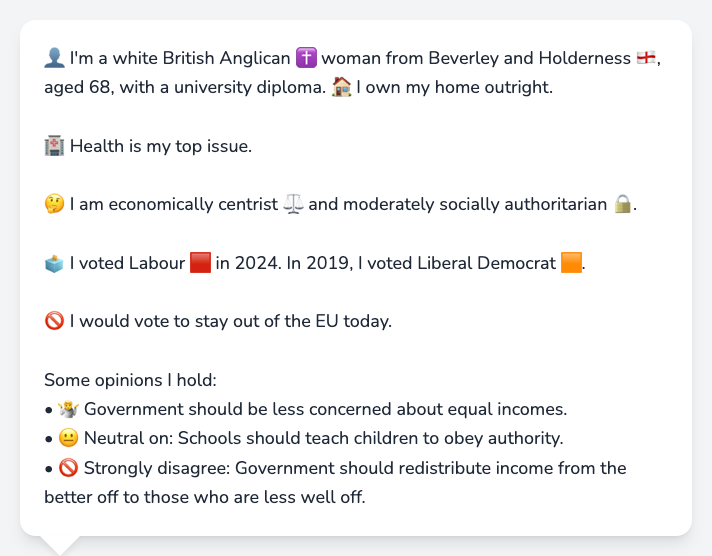 👤 I'm a white British Anglican ✝️ woman from Beverley and Holderness 🏴󠁧󠁢󠁥󠁮󠁧󠁿,
aged 68, with a university diploma. 🏠 I own my home outright.
🏥 Health is my top issue.
🤔 I am economically centrist ⚖️ and moderately socially authoritarian 🔒.
🗳️ I voted Labour 🟥 in 2024. In 2019, I voted Liberal Democrat 🟧.
🚫 I would vote to stay out of the EU today.
Some opinions I hold:
• 🤷 Government should be less concerned about equal incomes.
• 😐 Neutral on: Schools should teach children to obey authority.
• 🚫 Strongly disagree: Government should redistribute income from the
better off to those who are less well off.